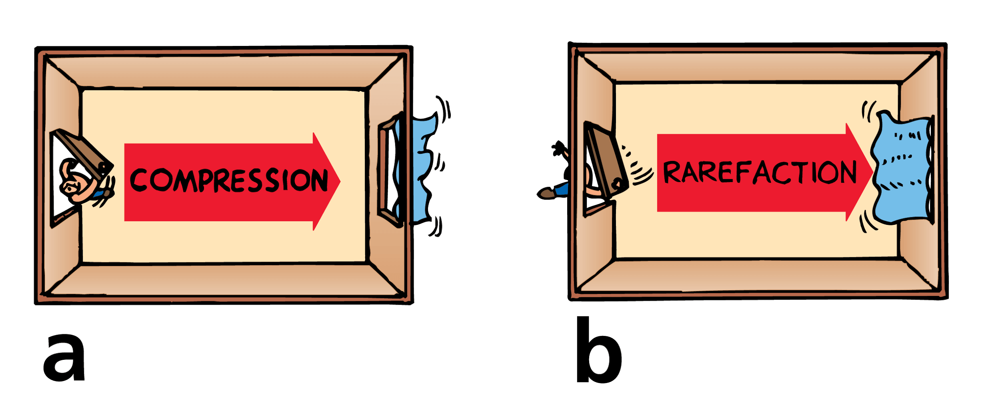 COMPRESSION
RAREFACTION
a
b